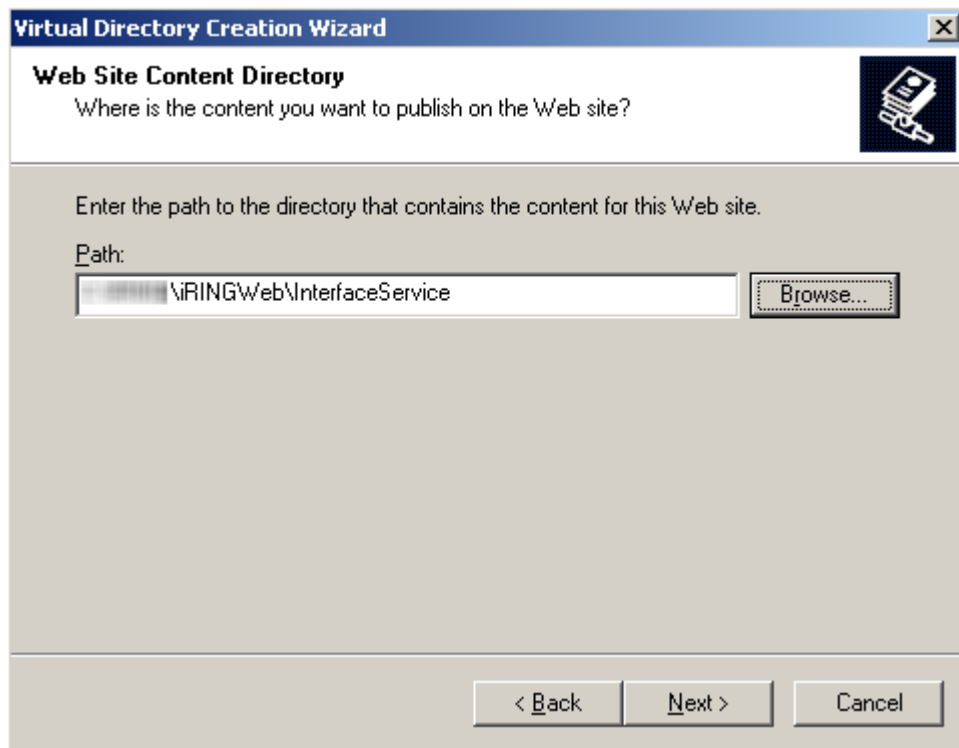 Virtual Directory Creation Wizard
Web Site Content Directory
Where is the content you want to publish on the Web site?
Enter the path to the directory that contains the content for this Web site.
Path:
\iRINGWeb\InterfaceService
Browse...
< Back
Next >
Cancel